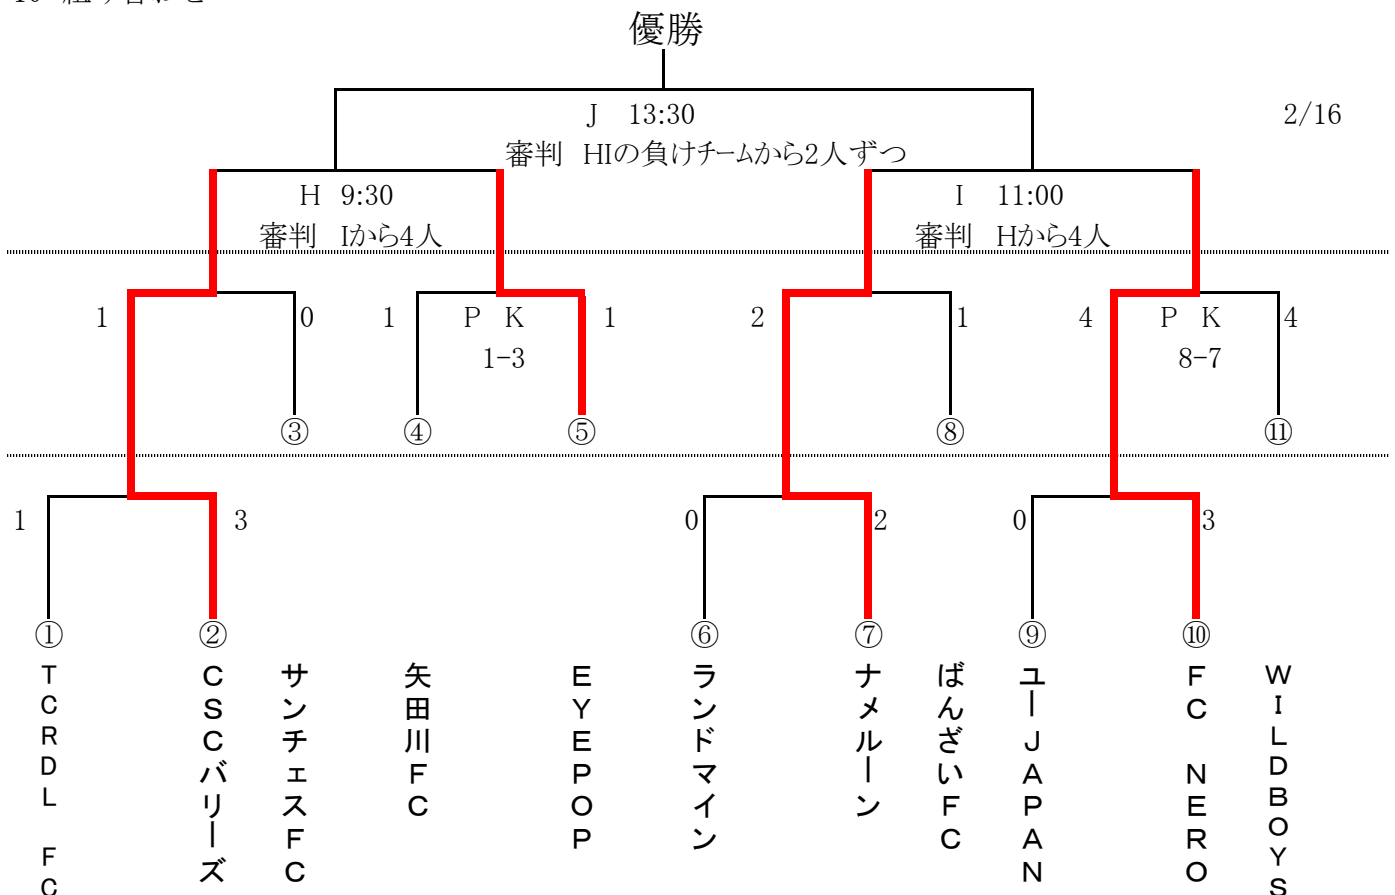 優勝
J 13:30
2/16
審判 HIの負けチームから2人ずつ
H 9:30
I 11:00
審判 Iから4人
審判 Hから4人
1 0 1 P K 1 2 1 4 P K 4
1-3 8-7
③ ④ ⑤ ⑧ ⑪
1 3 0 2 0 3
① ② ⑥ ⑦ ⑨ ⑩
TCRDL FC
CSCバリーズ
サンチェスFC
矢田川FC
EYEPOP
ランドマイン
ナメルーン
ばんざいFC
ユーJAPAN
FC NERO
WILDBOYS